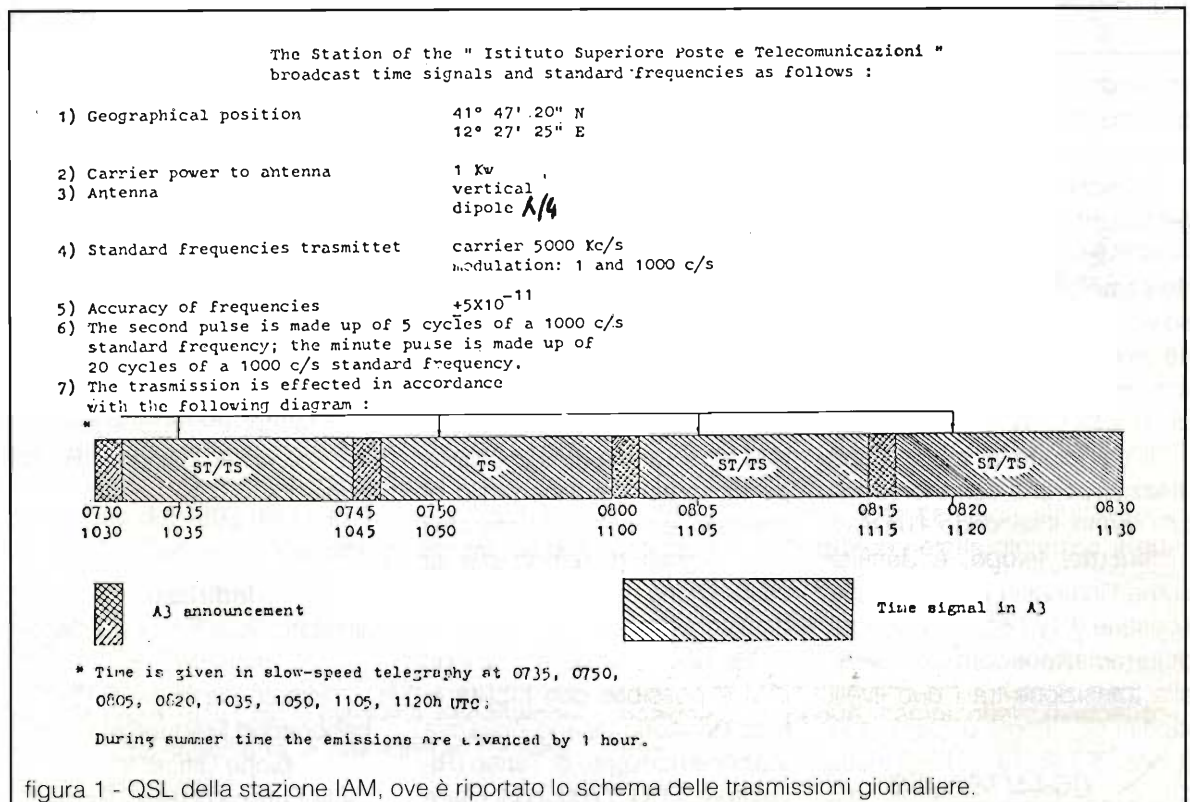 The Station of the " Istituto Superiore Poste e Telecomunicazioni "
broadcast time signals and standard frequencies as follows :
1) Geographical position 41° 47' 20" N
12° 27' 25" E
2) Carrier power to antenna 1 Kw
3) Antenna vertical
dipole λ/4
4) Standard frequencies trasmittet carrier 5000 Kc/s
modulation: 1 and 1000 c/s
5) Accuracy of frequencies ±5X10⁻¹¹
6) The second pulse is made up of 5 cycles of a 1000 c/s
standard frequency; the minute pulse is made up of
20 cycles of a 1000 c/s standard frequency.
7) The trasmission is effected in accordance
with the following diagram :
*
ST/TS TS ST/TS ST/TS
0730 0735 0745 0750 0800 0805 0815 0820 0830
1030 1035 1045 1050 1100 1105 1115 1120 1130
A3 announcement Time signal in A3
* Time is given in slow-speed telegraphy at 0735, 0750,
0805, 0820, 1035, 1050, 1105, 1120h UTC;
During summer time the emissions are advanced by 1 hour.
figura 1 - QSL della stazione IAM, ove è riportato lo schema delle trasmissioni giornaliere.